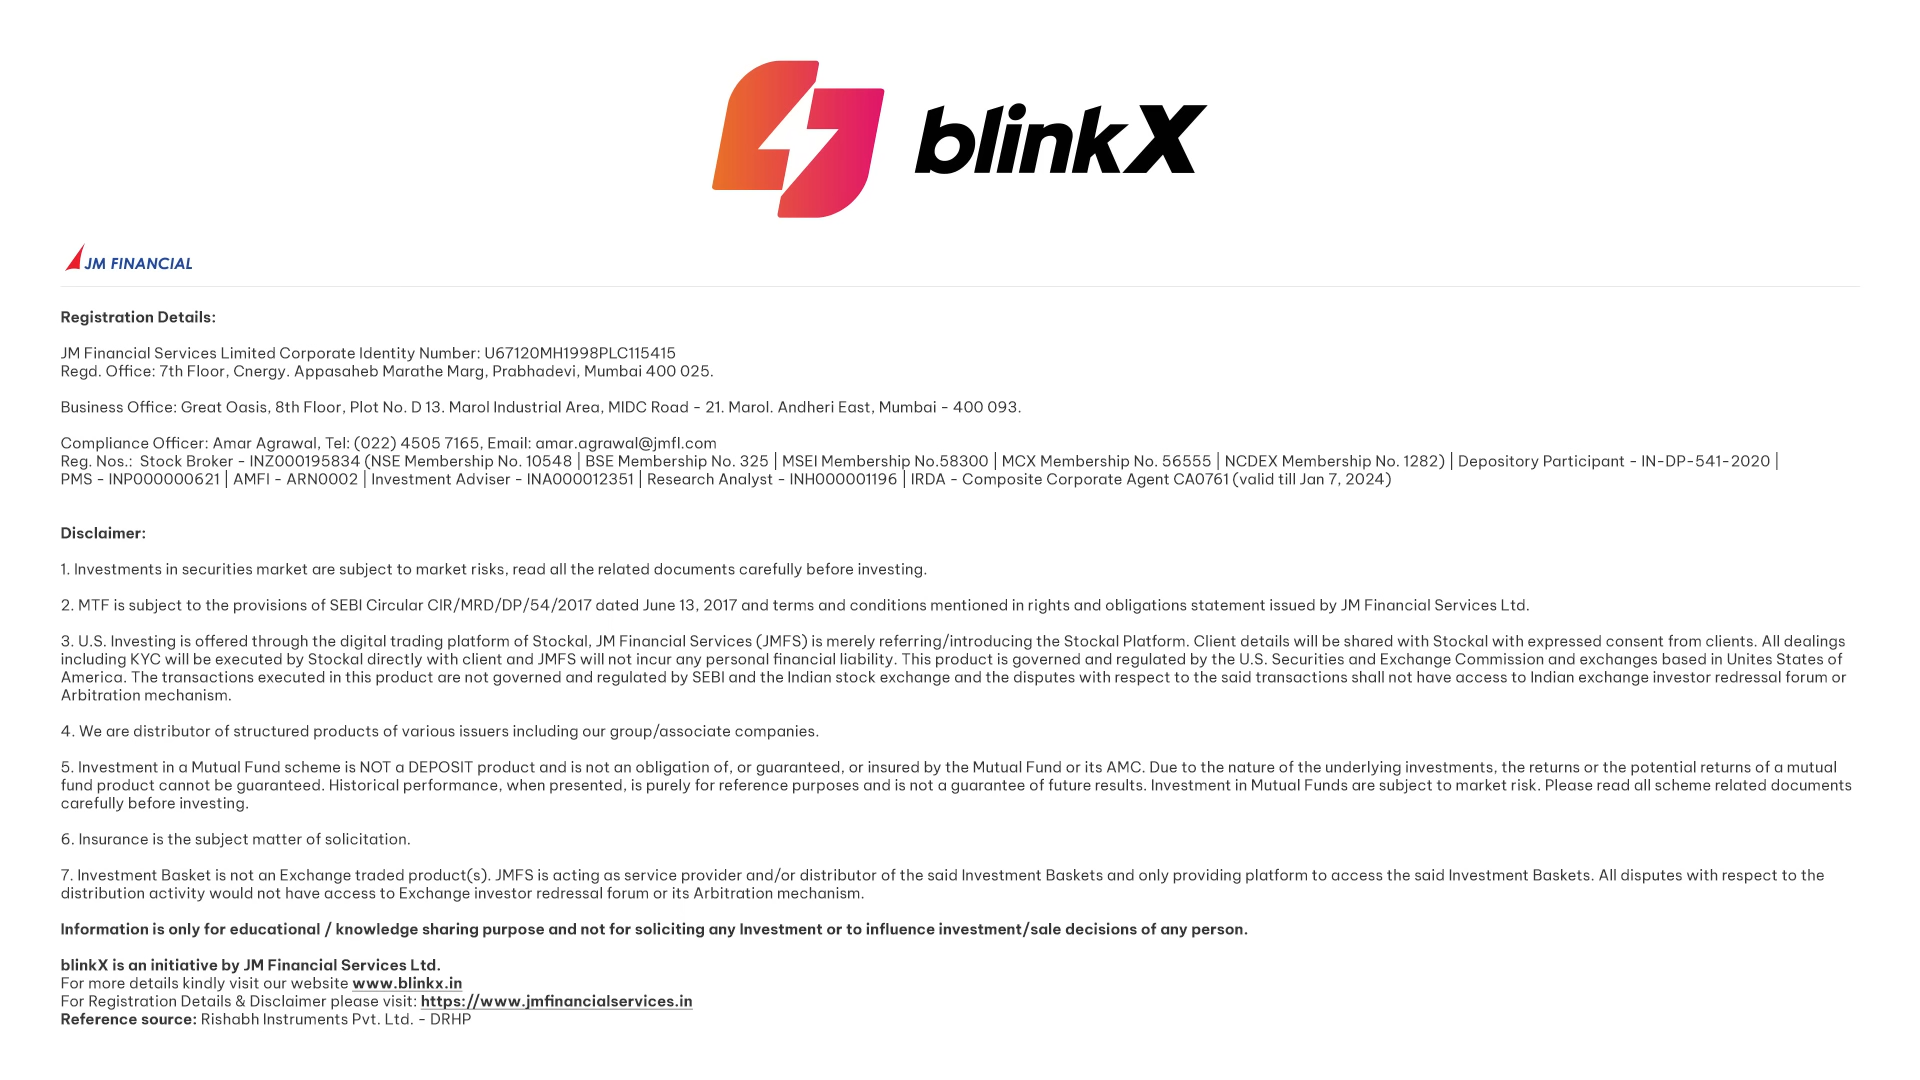 blinkX
JM FINANCIAL
Registration Details:
JM Financial Services Limited Corporate Identity Number: U67120MH1998PLC115415
Regd. Office: 7th Floor, Cnergy. Appasaheb Marathe Marg, Prabhadevi, Mumbai 400 025.
Business Office: Great Oasis, 8th Floor, Plot No. D 13. Marol Industrial Area, MIDC Road - 21. Marol. Andheri East, Mumbai - 400 093.
Compliance Officer: Amar Agrawal, Tel: (022) 4505 7165, Email: amar.agrawal@jmfl.com
Reg. Nos.: Stock Broker - INZ000195834 (NSE Membership No. 10548 | BSE Membership No. 325 | MSEI Membership No.58300 | MCX Membership No. 56555 | NCDEX Membership No. 1282) | Depository Participant - IN-DP-541-2020 |
PMS - INP000000621 | AMFI - ARN0002 | Investment Adviser - INA000012351 | Research Analyst - INH000001196 | IRDA - Composite Corporate Agent CA0761 (valid till Jan 7, 2024)
Disclaimer:
1. Investments in securities market are subject to market risks, read all the related documents carefully before investing.
2. MTF is subject to the provisions of SEBI Circular CIR/MRD/DP/54/2017 dated June 13, 2017 and terms and conditions mentioned in rights and obligations statement issued by JM Financial Services Ltd.
3. U.S. Investing is offered through the digital trading platform of Stockal, JM Financial Services (JMFS) is merely referring/introducing the Stockal Platform. Client details will be shared with Stockal with expressed consent from clients. All dealings
including KYC will be executed by Stockal directly with client and JMFS will not incur any personal financial liability. This product is governed and regulated by the U.S. Securities and Exchange Commission and exchanges based in Unites States of
America. The transactions executed in this product are not governed and regulated by SEBI and the Indian stock exchange and the disputes with respect to the said transactions shall not have access to Indian exchange investor redressal forum or
Arbitration mechanism.
4. We are distributor of structured products of various issuers including our group/associate companies.
5. Investment in a Mutual Fund scheme is NOT a DEPOSIT product and is not an obligation of, or guaranteed, or insured by the Mutual Fund or its AMC. Due to the nature of the underlying investments, the returns or the potential returns of a mutual
fund product cannot be guaranteed. Historical performance, when presented, is purely for reference purposes and is not a guarantee of future results. Investment in Mutual Funds are subject to market risk. Please read all scheme related documents
carefully before investing.
6. Insurance is the subject matter of solicitation.
7. Investment Basket is not an Exchange traded product(s). JMFS is acting as service provider and/or distributor of the said Investment Baskets and only providing platform to access the said Investment Baskets. All disputes with respect to the
distribution activity would not have access to Exchange investor redressal forum or its Arbitration mechanism.
Information is only for educational / knowledge sharing purpose and not for soliciting any Investment or to influence investment/sale decisions of any person.
blinkX is an initiative by JM Financial Services Ltd.
For more details kindly visit our website www.blinkx.in
For Registration Details & Disclaimer please visit: https://www.jmfinancialservices.in
Reference source: Rishabh Instruments Pvt. Ltd. - DRHP